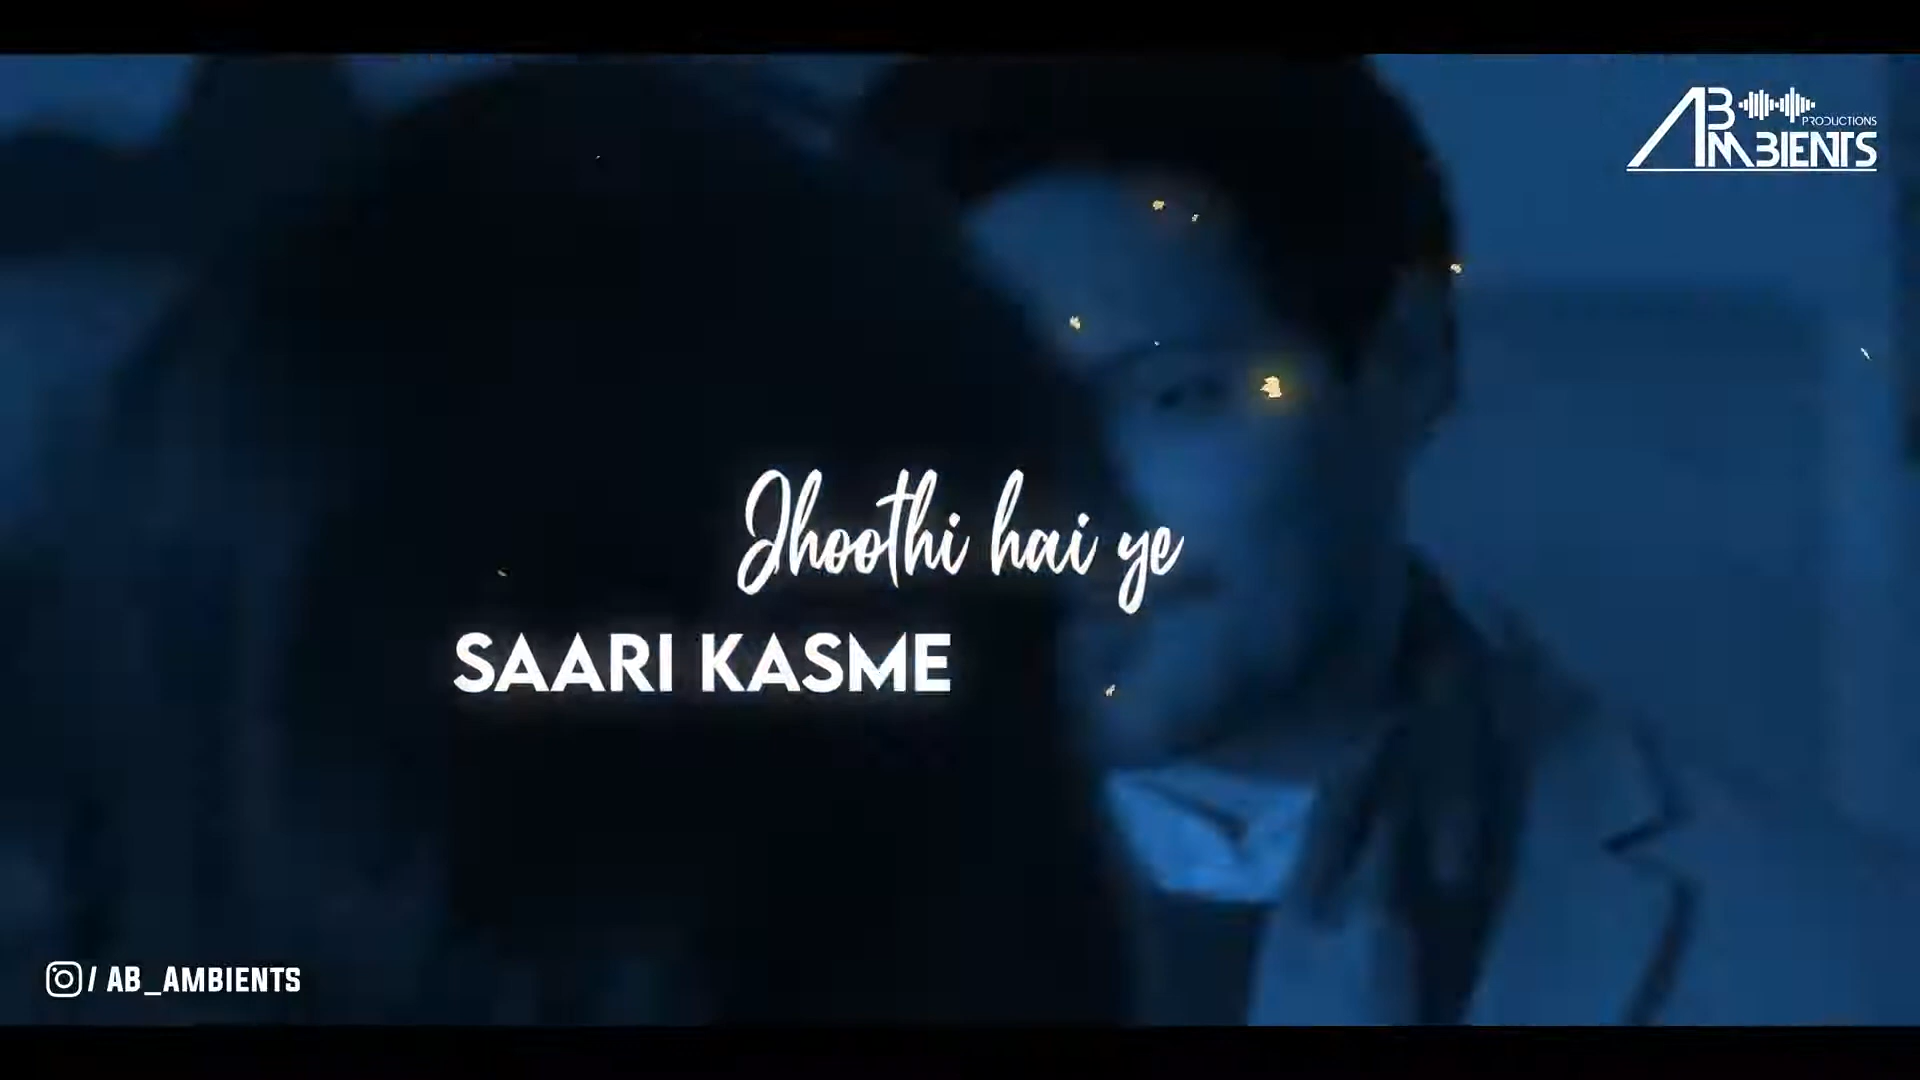 AB
PRODUCTIONS
AMBIENTS
Jhoothi hai ye
SAARI KASME
/ AB_AMBIENTS